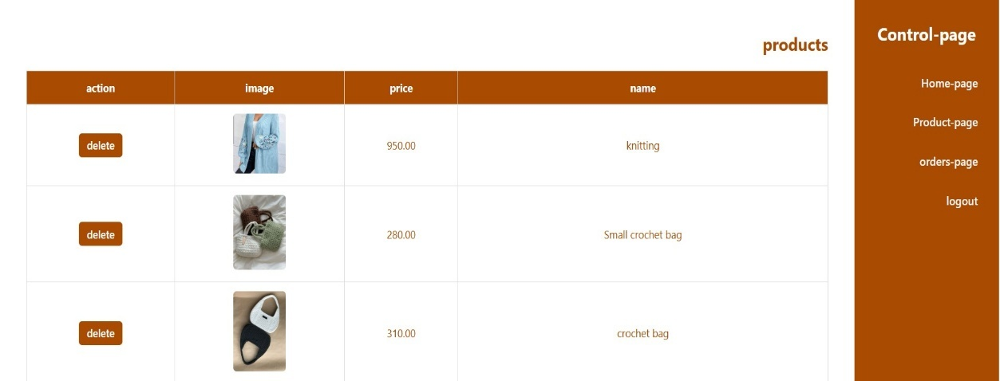 Control-page
Home-page
Product-page
orders-page
logout
products
action image price name
delete 950.00 knitting
delete 280.00 Small crochet bag
delete 310.00 crochet bag